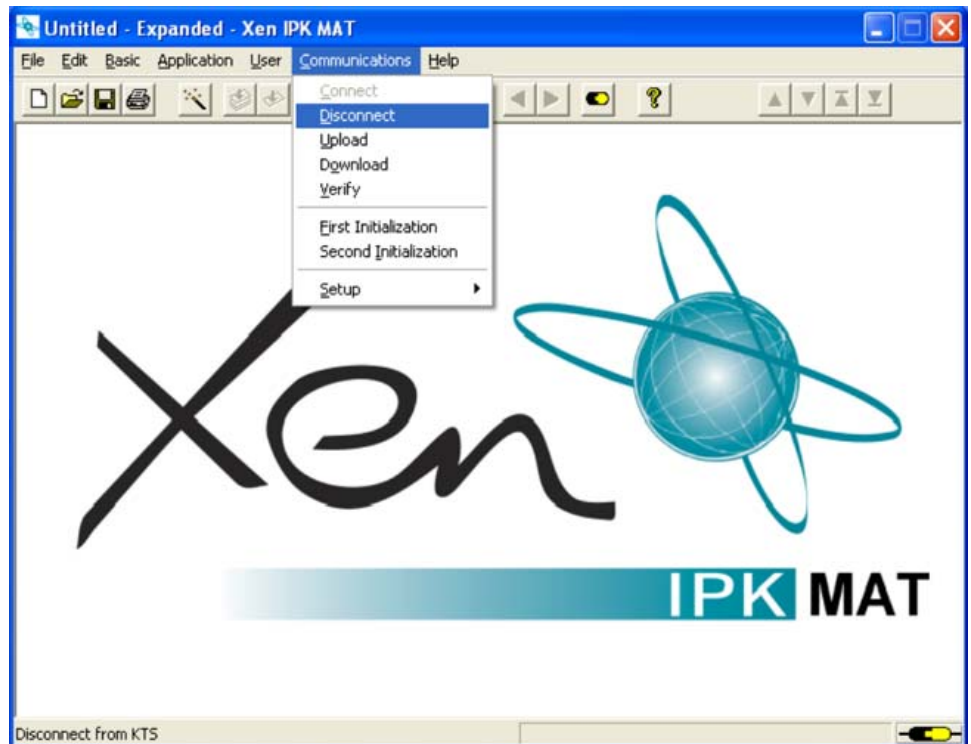 Untitled - Expanded - Xen IPK MAT
File Edit Basic Application User Communications Help
Connect
Disconnect
Upload
Download
Verify
First Initialization
Second Initialization
Setup
Xen
IPK MAT
Disconnect from KTS